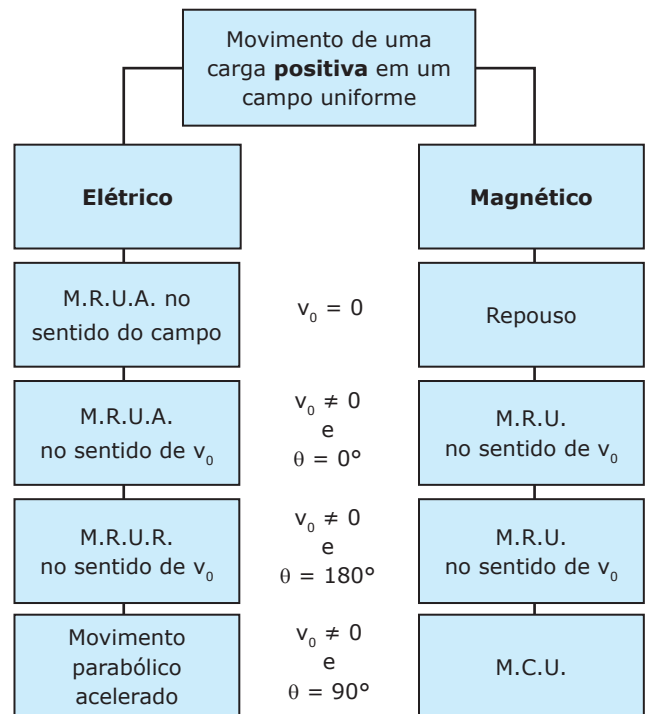 Movimento de uma
carga positiva em um
campo uniforme
Elétrico
Magnético
M.R.U.A. no
sentido do campo
v₀ = 0
Repouso
M.R.U.A.
no sentido de v₀
v₀ ≠ 0
e
θ = 0°
M.R.U.
no sentido de v₀
M.R.U.R.
no sentido de v₀
v₀ ≠ 0
e
θ = 180°
M.R.U.
no sentido de v₀
Movimento
parabólico
acelerado
v₀ ≠ 0
e
θ = 90°
M.C.U.